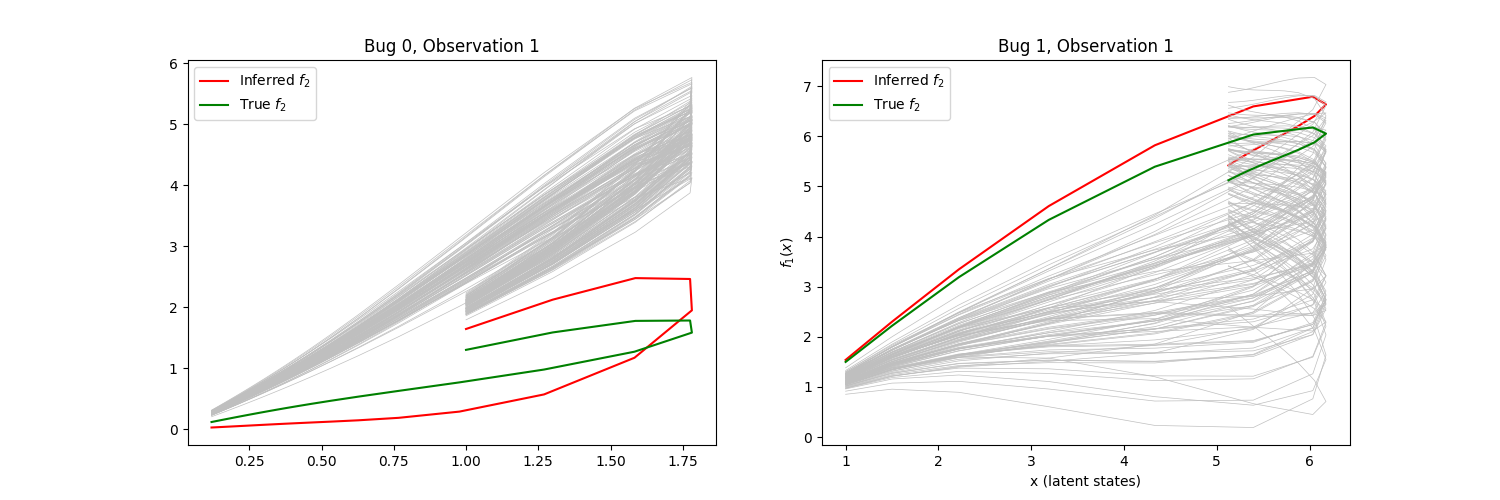 Bug 0, Observation 1
Inferred f₂
True f₂
6
5
4
3
2
1
0
0.25 0.50 0.75 1.00 1.25 1.50 1.75
Bug 1, Observation 1
Inferred f₂
True f₂
f₁(x)
7
6
5
4
3
2
1
0
1 2 3 4 5 6
x (latent states)